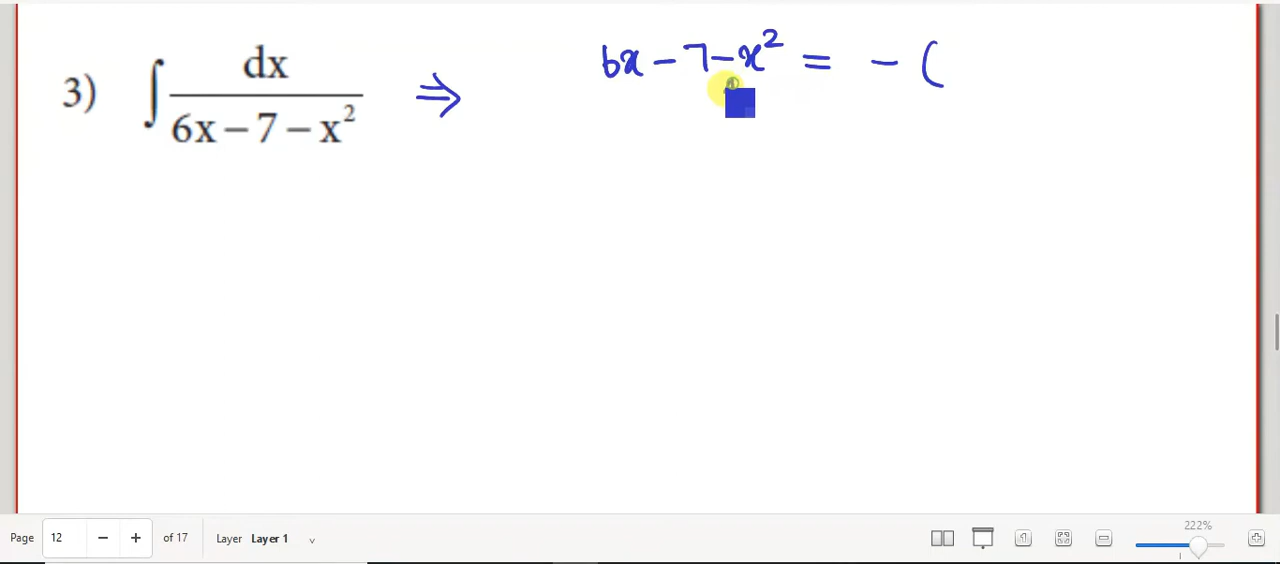 3) ∫ dx / (6x − 7 − x²) ⇒ 6x − 7 − x² = − (
Page 12 − + of 17 Layer Layer 1 222%